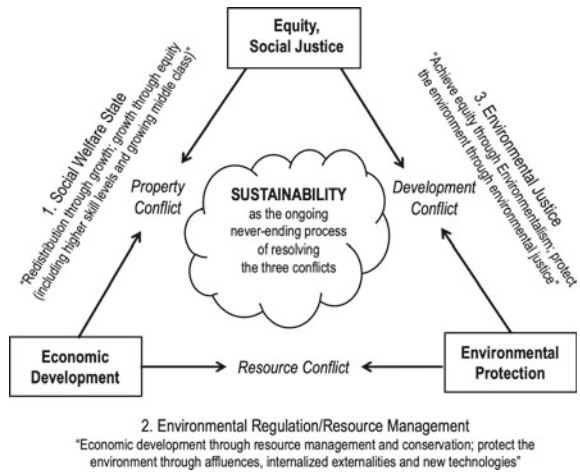 Equity,
Social Justice
1. Social Welfare State
"Redistribution through growth; growth through equity
(including higher skill levels and growing middle class)"
3. Environmental Justice
"Achieve equity through Environmentalism; protect
the environment through environmental justice"
Property
Conflict
SUSTAINABILITY
as the ongoing
never-ending process
of resolving
the three conflicts
Development
Conflict
Economic
Development
Resource Conflict
Environmental
Protection
2. Environmental Regulation/Resource Management
"Economic development through resource management and conservation; protect the
environment through affluences, internalized externalities and new technologies"